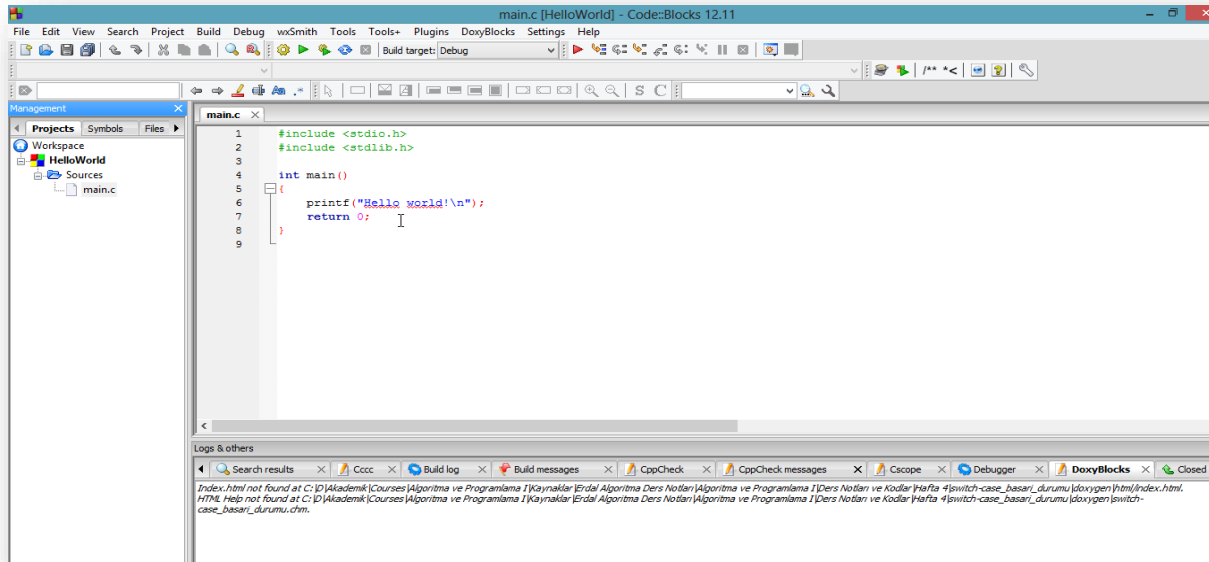 main.c [HelloWorld] - Code::Blocks 12.11
File Edit View Search Project Build Debug wxSmith Tools Tools+ Plugins DoxyBlocks Settings Help
Build target: Debug
/** *<
S C
Management
Projects Symbols Files
main.c
Workspace
HelloWorld
Sources
main.c
1 #include <stdio.h>
2 #include <stdlib.h>
3
4 int main()
5 {
6 printf("Hello world!\n");
7 return 0;
8 }
9
Logs & others
Search results Cccc Build log Build messages CppCheck CppCheck messages Cscope Debugger DoxyBlocks Closed
Index.html not found at C:\D\Akademik\Courses\Algoritma ve Programlama I\Kaynaklar\Erdal Algoritma Ders Notları\Algoritma ve Programlama I\Ders Notları ve Kodlar\Hafta 4\switch-case_basari_durumu\doxygen\html\index.html.
HTML Help not found at C:\D\Akademik\Courses\Algoritma ve Programlama I\Kaynaklar\Erdal Algoritma Ders Notları\Algoritma ve Programlama I\Ders Notları ve Kodlar\Hafta 4\switch-case_basari_durumu\doxygen\switch-
case_basari_durumu.chm.